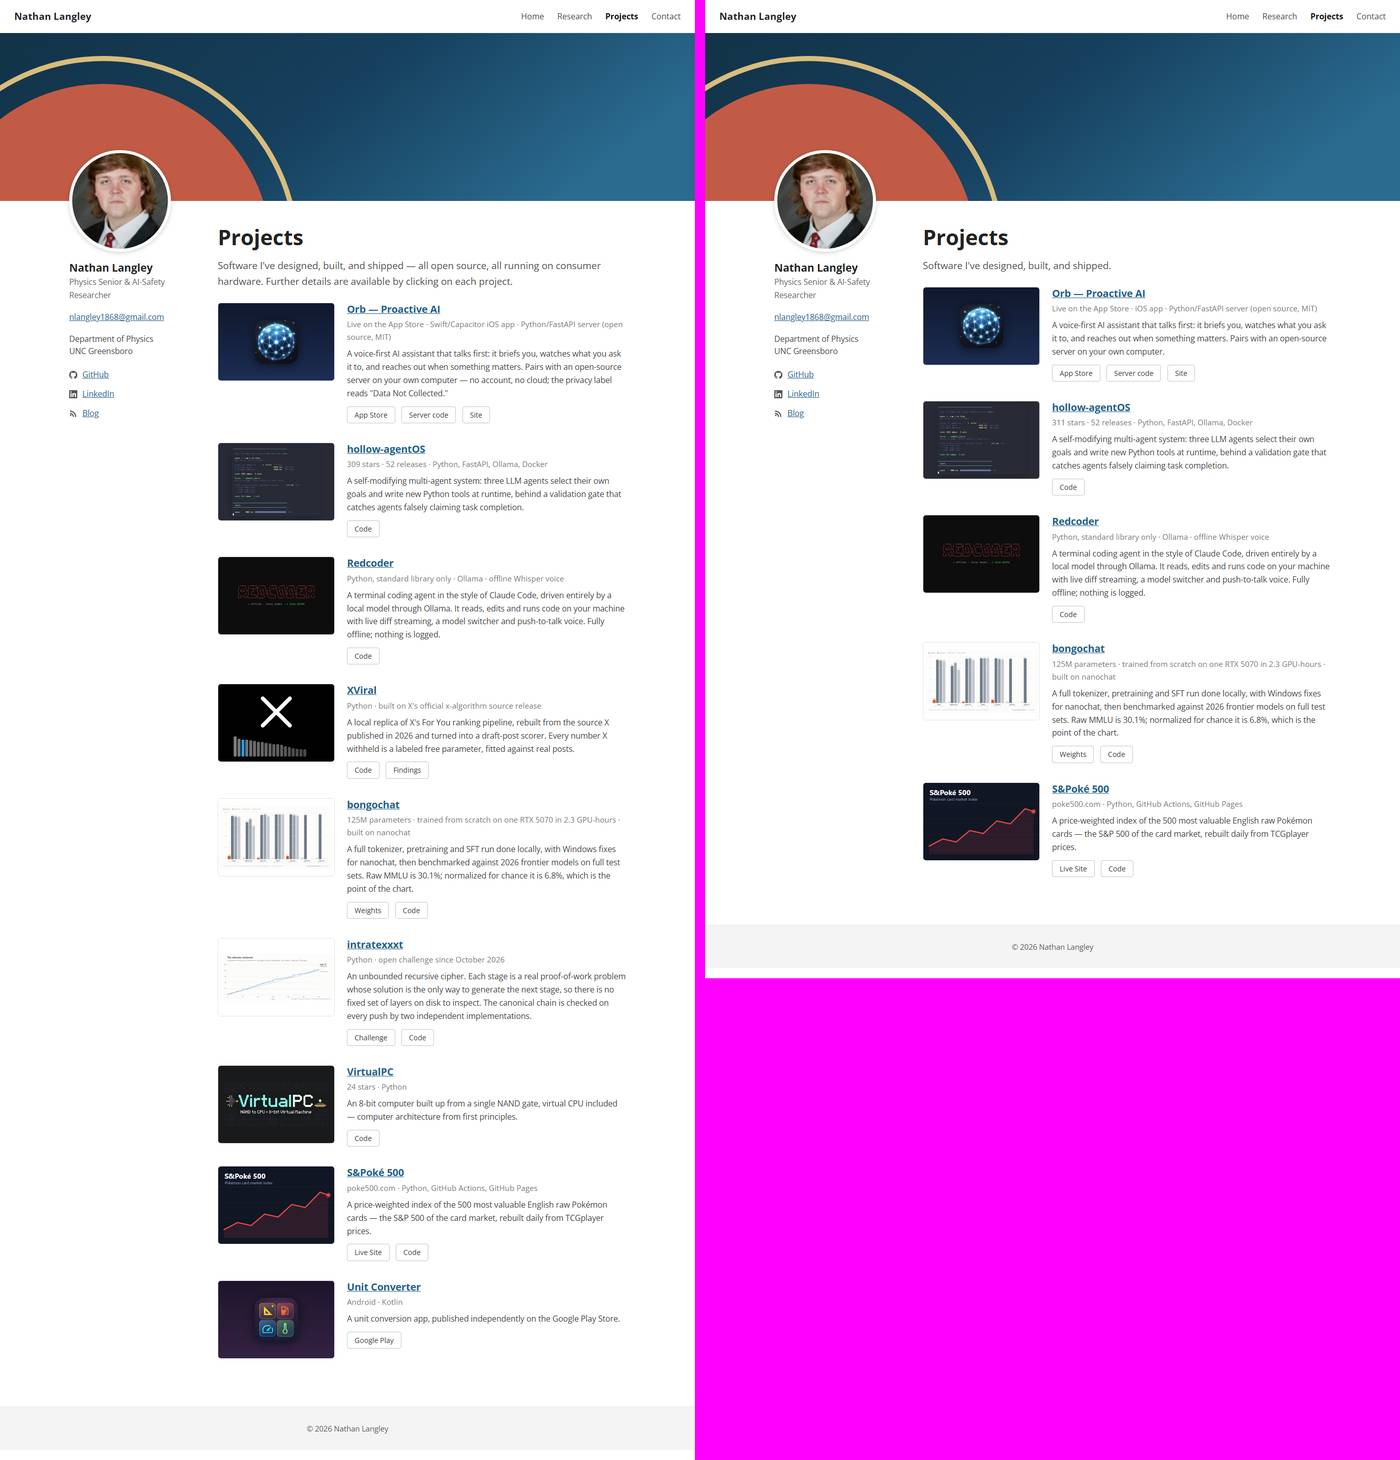 Nathan Langley
Home Research Projects Contact
Nathan Langley
Physics Senior & AI-Safety
Researcher
nlangley1868@gmail.com
Department of Physics
UNC Greensboro
GitHub
LinkedIn
Blog
Projects
Software I've designed, built, and shipped — all open source, all running on consumer
hardware. Further details are available by clicking on each project.
Orb — Proactive AI
Live on the App Store · Swift/Capacitor iOS app · Python/FastAPI server (open
source, MIT)
A voice-first AI assistant that talks first: it briefs you, watches what you ask
it to, and reaches out when something matters. Pairs with an open-source
server on your own computer — no account, no cloud; the privacy label
reads "Data Not Collected."
App Store Server code Site
hollow-agentOS
309 stars · 52 releases · Python, FastAPI, Ollama, Docker
A self-modifying multi-agent system: three LLM agents select their own
goals and write new Python tools at runtime, behind a validation gate that
catches agents falsely claiming task completion.
Code
REDCODER
Redcoder
Python, standard library only · Ollama · offline Whisper voice
A terminal coding agent in the style of Claude Code, driven entirely by a
local model through Ollama. It reads, edits and runs code on your machine
with live diff streaming, a model switcher and push-to-talk voice. Fully
offline; nothing is logged.
Code
XViral
Python · built on X's official x-algorithm source release
A local replica of X's For You ranking pipeline, rebuilt from the source X
published in 2026 and turned into a draft-post scorer. Every number X
withheld is a labeled free parameter, fitted against real posts.
Code Findings
bongochat
125M parameters · trained from scratch on one RTX 5070 in 2.3 GPU-hours ·
built on nanochat
A full tokenizer, pretraining and SFT run done locally, with Windows fixes
for nanochat, then benchmarked against 2026 frontier models on full test
sets. Raw MMLU is 30.1%; normalized for chance it is 6.8%, which is the
point of the chart.
Weights Code
intratexxxt
Python · open challenge since October 2026
An unbounded recursive cipher. Each stage is a real proof-of-work problem
whose solution is the only way to generate the next stage, so there is no
fixed set of layers on disk to inspect. The canonical chain is checked on
every push by two independent implementations.
Challenge Code
VirtualPC
NAND to CPU • 8-bit Virtual Machine
VirtualPC
24 stars · Python
An 8-bit computer built up from a single NAND gate, virtual CPU included
— computer architecture from first principles.
Code
S&Poké 500
Pokémon card market index
S&Poké 500
poke500.com · Python, GitHub Actions, GitHub Pages
A price-weighted index of the 500 most valuable English raw Pokémon
cards — the S&P 500 of the card market, rebuilt daily from TCGplayer
prices.
Live Site Code
Unit Converter
Android · Kotlin
A unit conversion app, published independently on the Google Play Store.
Google Play
© 2026 Nathan Langley
Nathan Langley
Home Research Projects Contact
Nathan Langley
Physics Senior & AI-Safety
Researcher
nlangley1868@gmail.com
Department of Physics
UNC Greensboro
GitHub
LinkedIn
Blog
Projects
Software I've designed, built, and shipped.
Orb — Proactive AI
Live on the App Store · iOS app · Python/FastAPI server (open source, MIT)
A voice-first AI assistant that talks first: it briefs you, watches what you ask
it to, and reaches out when something matters. Pairs with an open-source
server on your own computer.
App Store Server code Site
hollow-agentOS
311 stars · 52 releases · Python, FastAPI, Ollama, Docker
A self-modifying multi-agent system: three LLM agents select their own
goals and write new Python tools at runtime, behind a validation gate that
catches agents falsely claiming task completion.
Code
REDCODER
Redcoder
Python, standard library only · Ollama · offline Whisper voice
A terminal coding agent in the style of Claude Code, driven entirely by a
local model through Ollama. It reads, edits and runs code on your machine
with live diff streaming, a model switcher and push-to-talk voice. Fully
offline; nothing is logged.
Code
bongochat
125M parameters · trained from scratch on one RTX 5070 in 2.3 GPU-hours ·
built on nanochat
A full tokenizer, pretraining and SFT run done locally, with Windows fixes
for nanochat, then benchmarked against 2026 frontier models on full test
sets. Raw MMLU is 30.1%; normalized for chance it is 6.8%, which is the
point of the chart.
Weights Code
S&Poké 500
Pokémon card market index
S&Poké 500
poke500.com · Python, GitHub Actions, GitHub Pages
A price-weighted index of the 500 most valuable English raw Pokémon
cards — the S&P 500 of the card market, rebuilt daily from TCGplayer
prices.
Live Site Code
© 2026 Nathan Langley